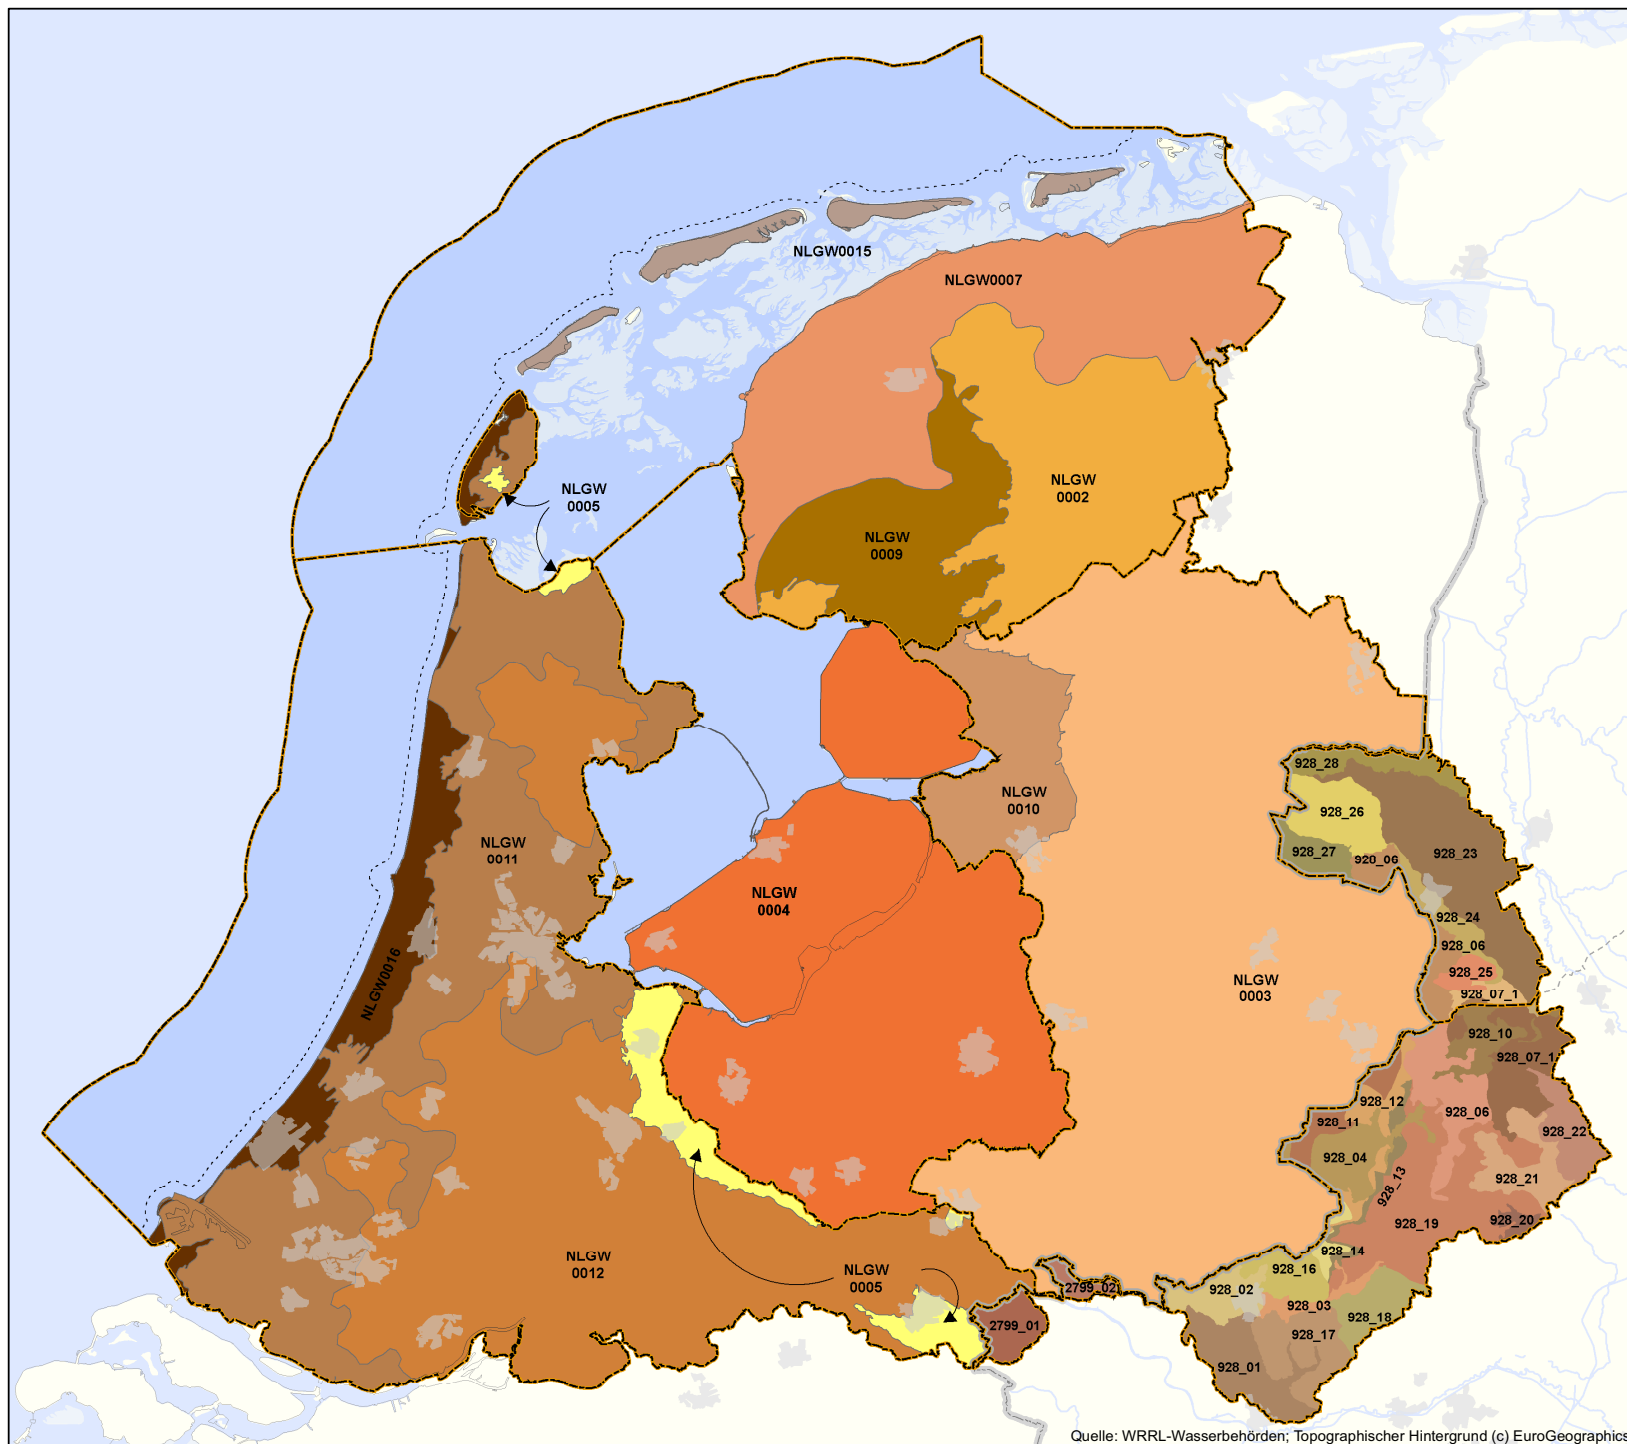 NLGW0015
NLGW0007
NLGW
0002
NLGW
0005
NLGW
0009
928_28
NLGW
0010
928_26
NLGW
0011
928_27
920_06
928_23
NLGW
0004
928_24
928_06
928_25
NLGW0016
NLGW
0003
928_07_1
928_10
928_07_1
928_12
928_06
928_11
928_22
928_04
928_13
928_21
928_19
928_20
928_14
NLGW
0012
928_16
NLGW
0005
928_02
2799_02
928_03
928_18
2799_01
928_17
928_01
Quelle: WRRL-Wasserbehörden; Topographischer Hintergrund (c) EuroGeographics